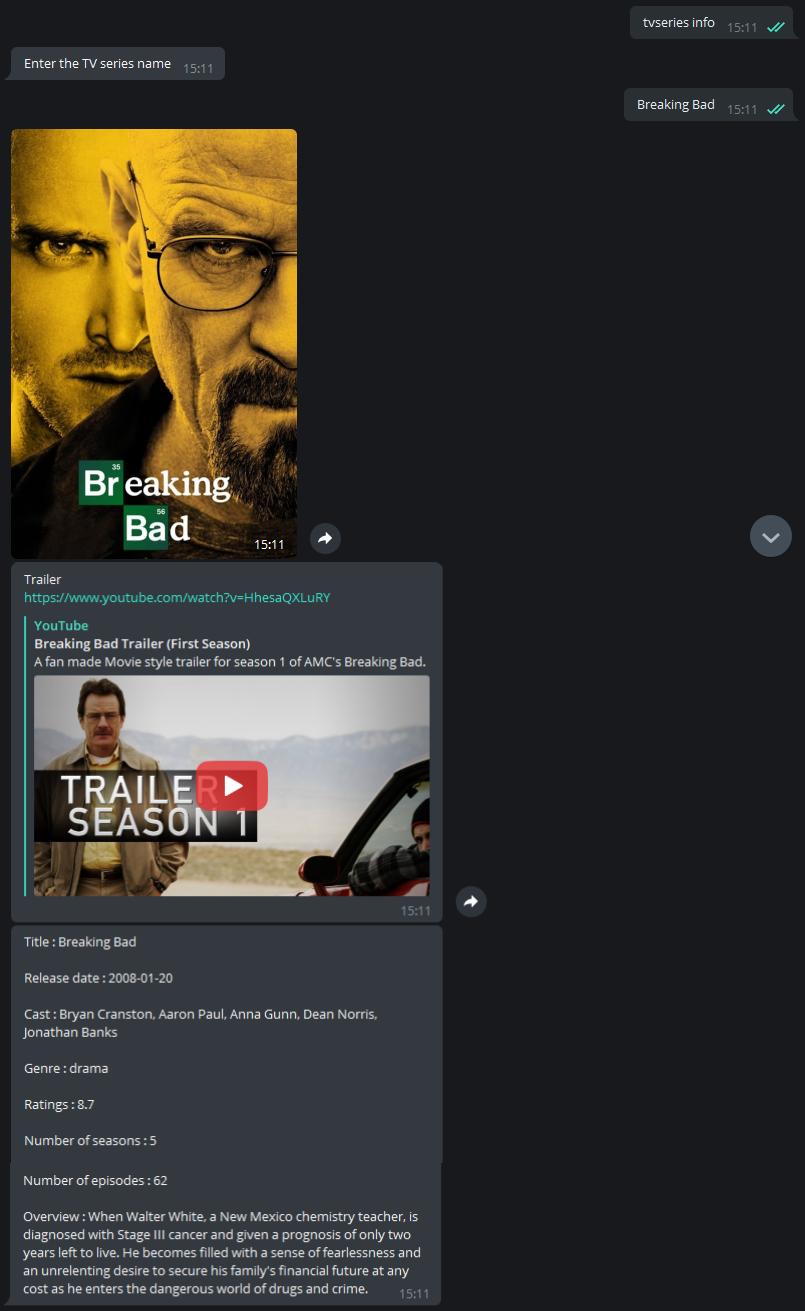 tvseries info 15:11
Enter the TV series name 15:11
Breaking Bad 15:11
35
Breaking
56
Bad
15:11
Trailer
https://www.youtube.com/watch?v=HhesaQXLuRY
YouTube
Breaking Bad Trailer (First Season)
A fan made Movie style trailer for season 1 of AMC's Breaking Bad.
TRAILER
SEASON 1
15:11
Title : Breaking Bad
Release date : 2008-01-20
Cast : Bryan Cranston, Aaron Paul, Anna Gunn, Dean Norris,
Jonathan Banks
Genre : drama
Ratings : 8.7
Number of seasons : 5
Number of episodes : 62
Overview : When Walter White, a New Mexico chemistry teacher, is
diagnosed with Stage III cancer and given a prognosis of only two
years left to live. He becomes filled with a sense of fearlessness and
an unrelenting desire to secure his family's financial future at any
cost as he enters the dangerous world of drugs and crime. 15:11